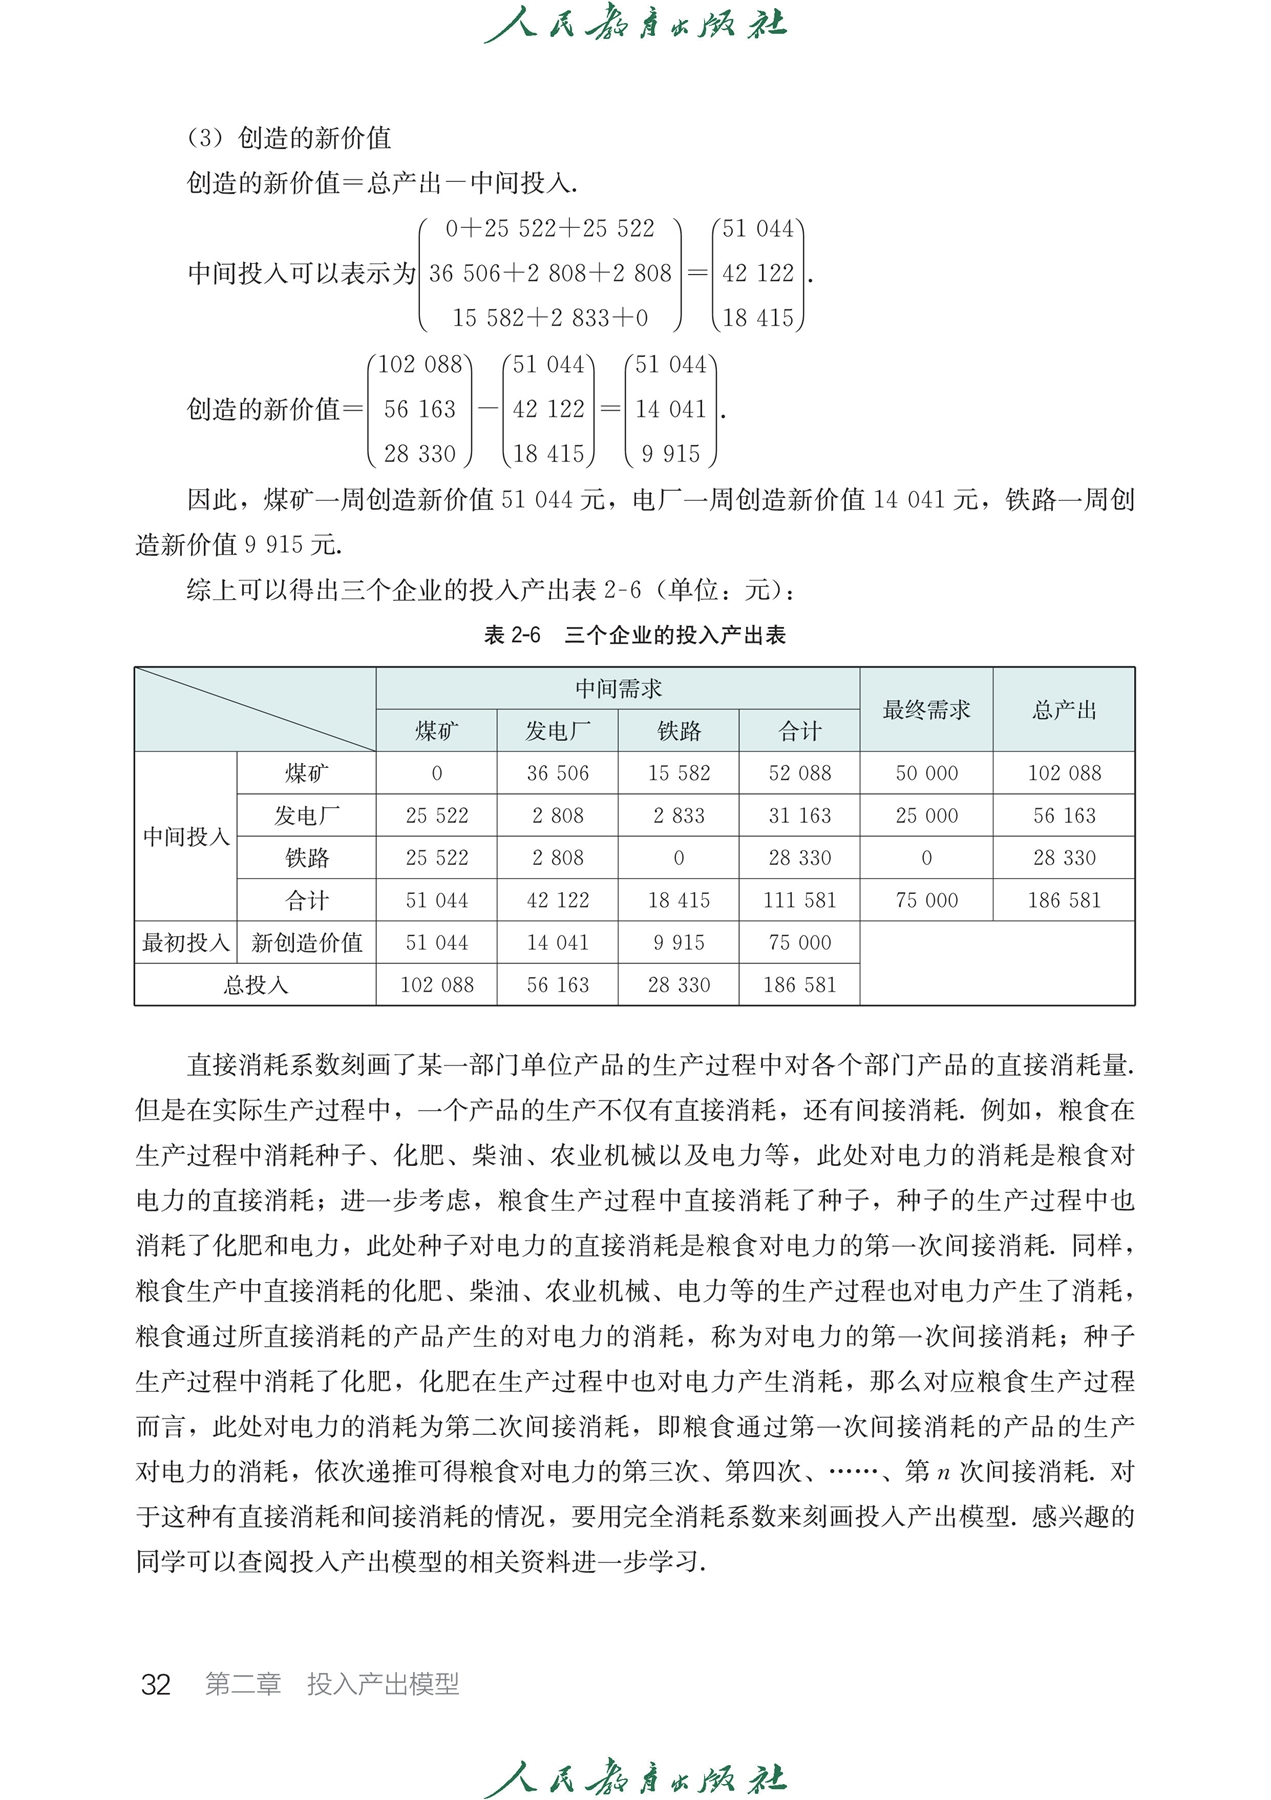 人民教育出版社
（3）创造的新价值
创造的新价值＝总产出－中间投入.
0＋25 522＋25 522 51 044
中间投入可以表示为 36 506＋2 808＋2 808 ＝ 42 122 .
15 582＋2 833＋0 18 415
102 088 51 044 51 044
创造的新价值＝ 56 163 － 42 122 ＝ 14 041 .
28 330 18 415 9 915
因此，煤矿一周创造新价值 51 044 元，电厂一周创造新价值 14 041 元，铁路一周创
造新价值 9 915 元.
综上可以得出三个企业的投入产出表 2-6（单位：元）：
表 2-6 三个企业的投入产出表
中间需求 最终需求 总产出
煤矿 发电厂 铁路 合计
中间投入 煤矿 0 36 506 15 582 52 088 50 000 102 088
发电厂 25 522 2 808 2 833 31 163 25 000 56 163
铁路 25 522 2 808 0 28 330 0 28 330
合计 51 044 42 122 18 415 111 581 75 000 186 581
最初投入 新创造价值 51 044 14 041 9 915 75 000
总投入 102 088 56 163 28 330 186 581
直接消耗系数刻画了某一部门单位产品的生产过程中对各个部门产品的直接消耗量.
但是在实际生产过程中，一个产品的生产不仅有直接消耗，还有间接消耗. 例如，粮食在
生产过程中消耗种子、化肥、柴油、农业机械以及电力等，此处对电力的消耗是粮食对
电力的直接消耗；进一步考虑，粮食生产过程中直接消耗了种子，种子的生产过程中也
消耗了化肥和电力，此处种子对电力的直接消耗是粮食对电力的第一次间接消耗. 同样，
粮食生产中直接消耗的化肥、柴油、农业机械、电力等的生产过程也对电力产生了消耗，
粮食通过所直接消耗的产品产生的对电力的消耗，称为对电力的第一次间接消耗；种子
生产过程中消耗了化肥，化肥在生产过程中也对电力产生消耗，那么对应粮食生产过程
而言，此处对电力的消耗为第二次间接消耗，即粮食通过第一次间接消耗的产品的生产
对电力的消耗，依次递推可得粮食对电力的第三次、第四次、……、第 n 次间接消耗. 对
于这种有直接消耗和间接消耗的情况，要用完全消耗系数来刻画投入产出模型. 感兴趣的
同学可以查阅投入产出模型的相关资料进一步学习.
32 第二章 投入产出模型
人民教育出版社